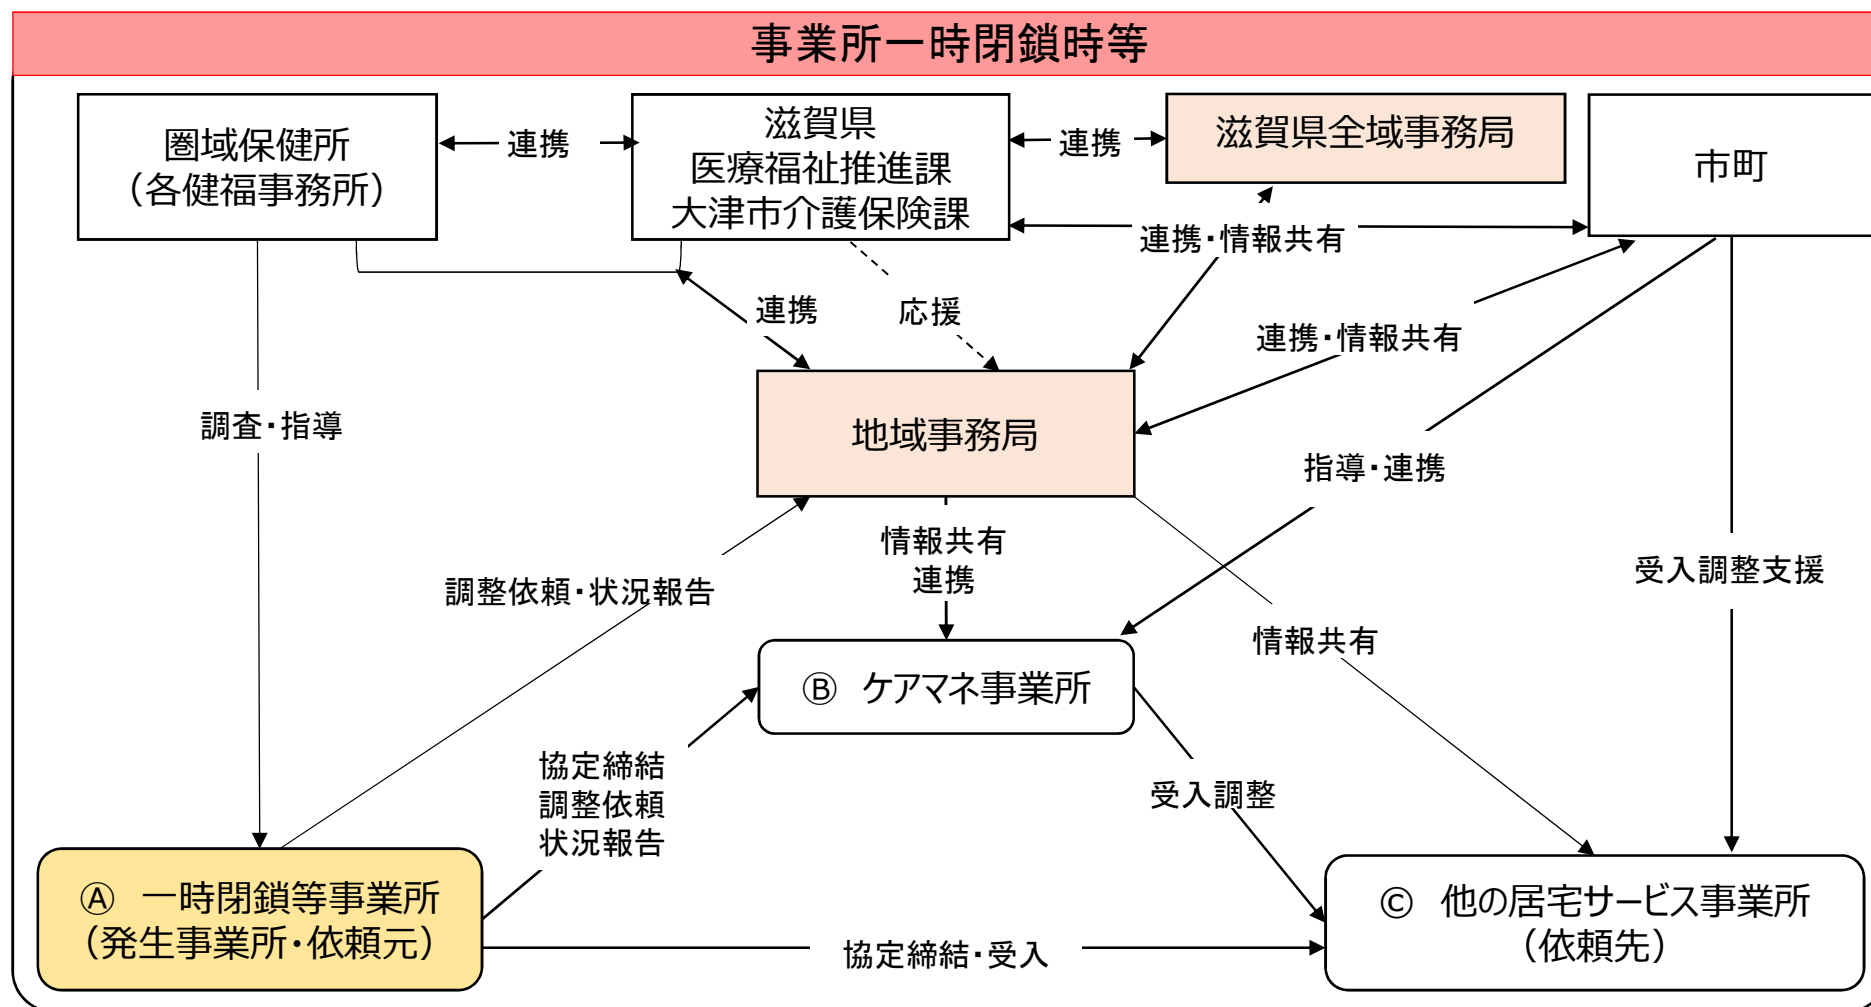 事業所一時閉鎖時等
圏域保健所
（各健福事務所）
連携
滋賀県
医療福祉推進課
大津市介護保険課
連携
滋賀県全域事務局
市町
連携・情報共有
連携
応援
連携・情報共有
調査・指導
地域事務局
指導・連携
情報共有
連携
調整依頼・状況報告
受入調整支援
情報共有
Ⓑ　ケアマネ事業所
協定締結
調整依頼
状況報告
受入調整
Ⓐ　一時閉鎖等事業所
（発生事業所・依頼元）
協定締結・受入
Ⓒ　他の居宅サービス事業所
（依頼先）